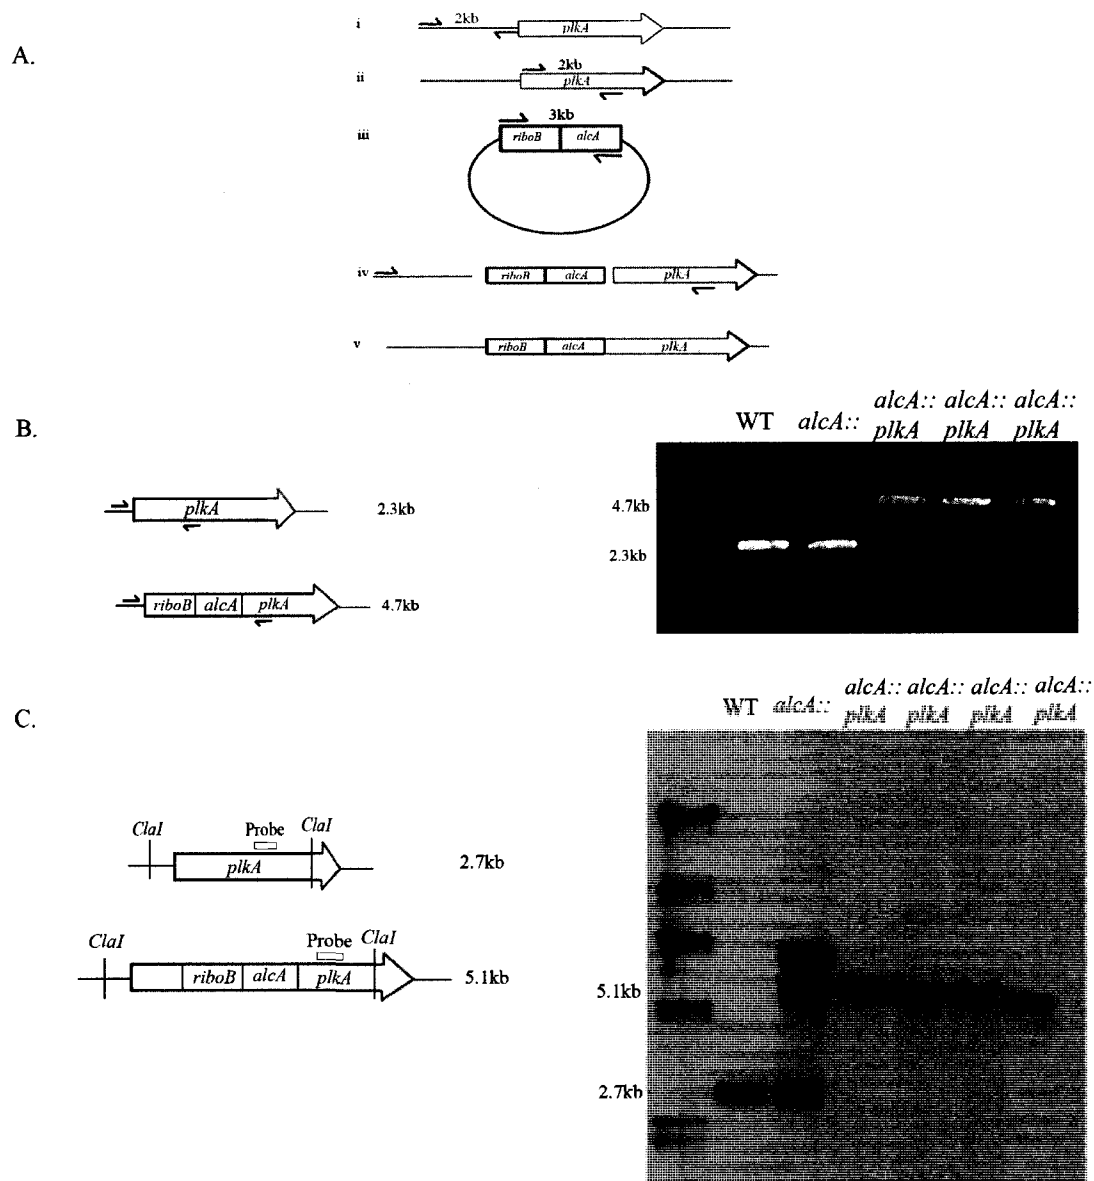 A.
i
2kb
plkA
ii
2kb
plkA
iii
3kb
riboB alcA
iv
riboB alcA plkA
v
riboB alcA plkA
B.
plkA
2.3kb
riboB alcA plkA
4.7kb
WT alcA:: alcA:: alcA:: alcA::
plkA plkA plkA
4.7kb
2.3kb
C.
ClaI Probe ClaI
plkA
2.7kb
ClaI Probe ClaI
riboB alcA plkA
5.1kb
WT alcA:: alcA:: alcA:: alcA:: alcA::
plkA plkA plkA plkA
5.1kb
2.7kb